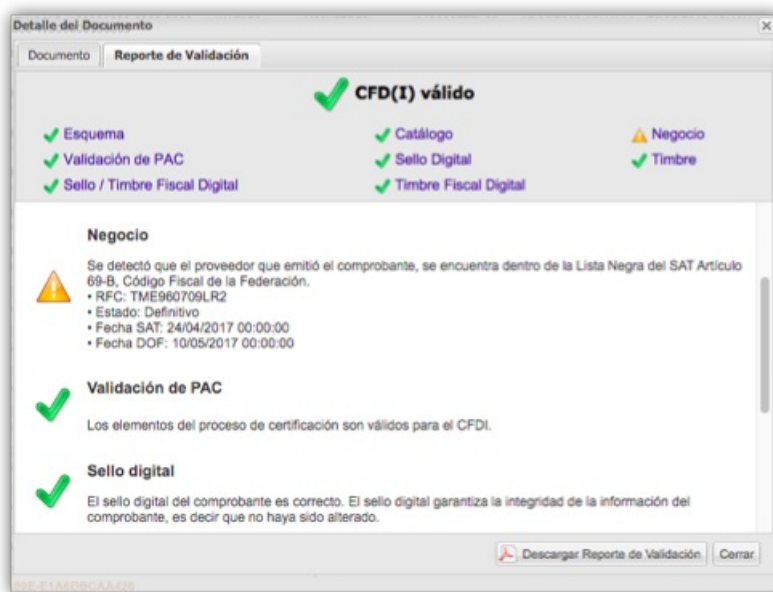 Detalle del Documento
Documento
Reporte de Validación
CFD(I) válido
Esquema
Catálogo
Negocio
Validación de PAC
Sello Digital
Timbre
Sello / Timbre Fiscal Digital
Timbre Fiscal Digital
Negocio
Se detectó que el proveedor que emitió el comprobante, se encuentra dentro de la Lista Negra del SAT Artículo
69-B, Código Fiscal de la Federación.
• RFC: TME960709LR2
• Estado: Definitivo
• Fecha SAT: 24/04/2017 00:00:00
• Fecha DOF: 10/05/2017 00:00:00
Validación de PAC
Los elementos del proceso de certificación son válidos para el CFDI.
Sello digital
El sello digital del comprobante es correcto. El sello digital garantiza la integridad de la información del
comprobante, es decir que no haya sido alterado.
Descargar Reporte de Validación
Cerrar